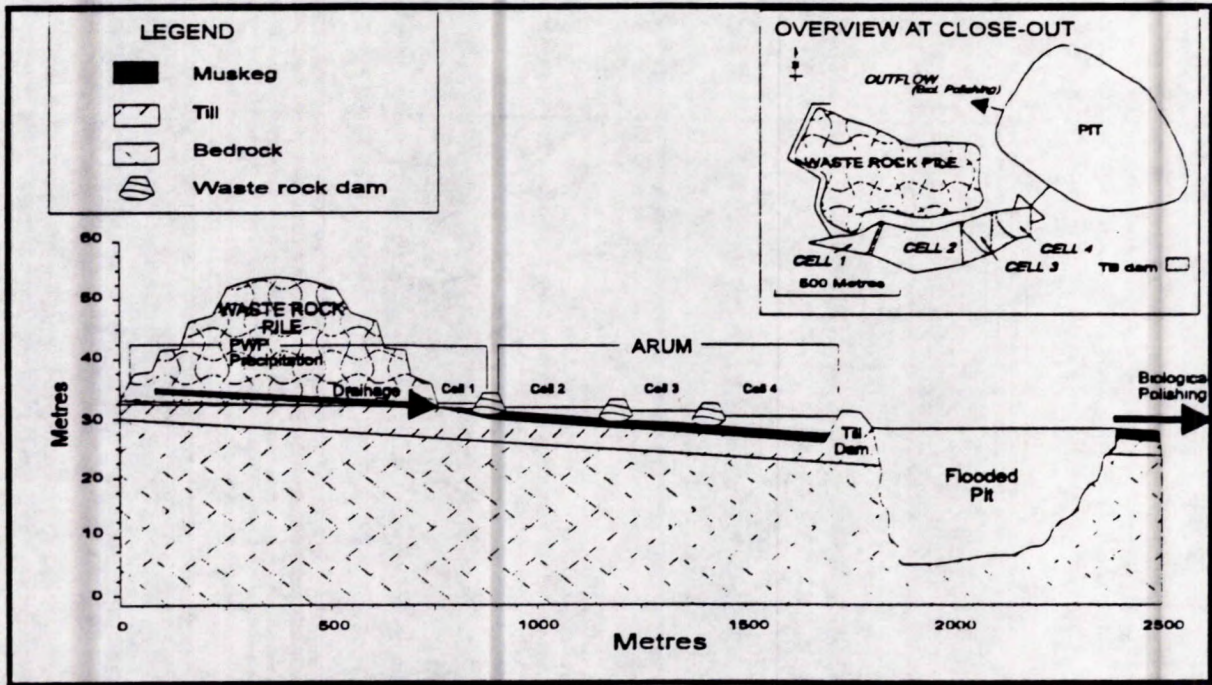 LEGEND
Muskeg
Till
Bedrock
Waste rock dam
OVERVIEW AT CLOSE-OUT
OUTFLOW
(Biol. Polishing)
PIT
WASTE ROCK PILE
CELL 1
CELL 2
CELL 3
CELL 4
Till dam
500 Metres
60
50
40
30
20
10
0
Metres
WASTE ROCK
PILE
PWP
Precipitation
Drainage
ARUM
Cell 1
Cell 2
Cell 3
Cell 4
Till
Dam
Flooded
Pit
Biological
Polishing
0
500
1000
1500
2000
2500
Metres